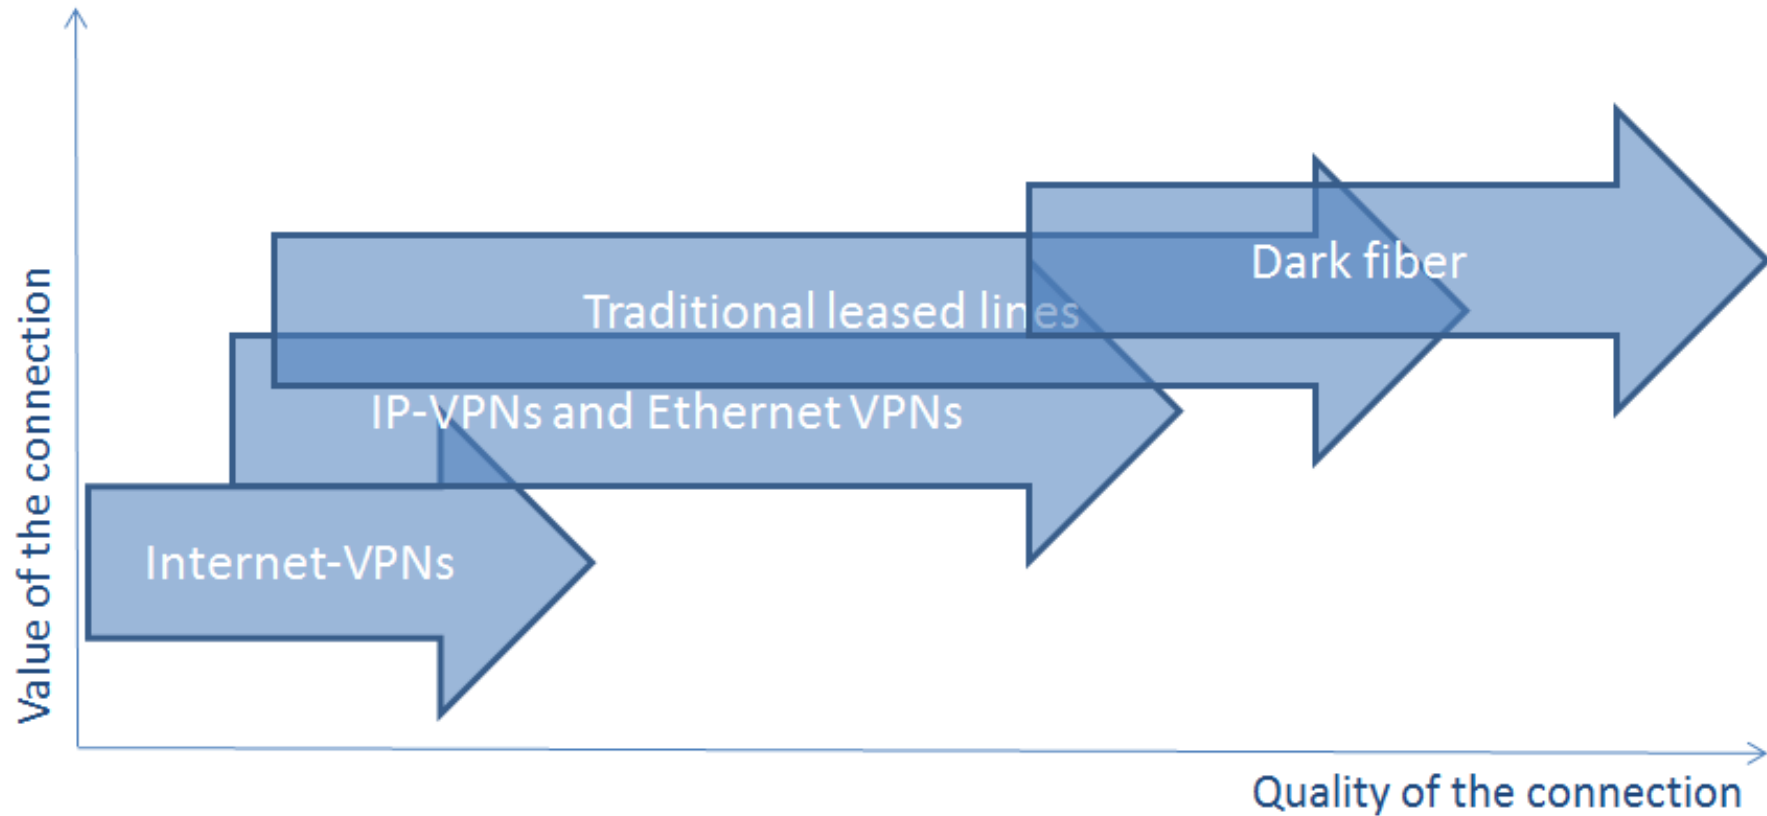 Value of the connection
Dark fiber
Traditional leased lines
IP-VPNs and Ethernet VPNs
Internet-VPNs
Quality of the connection